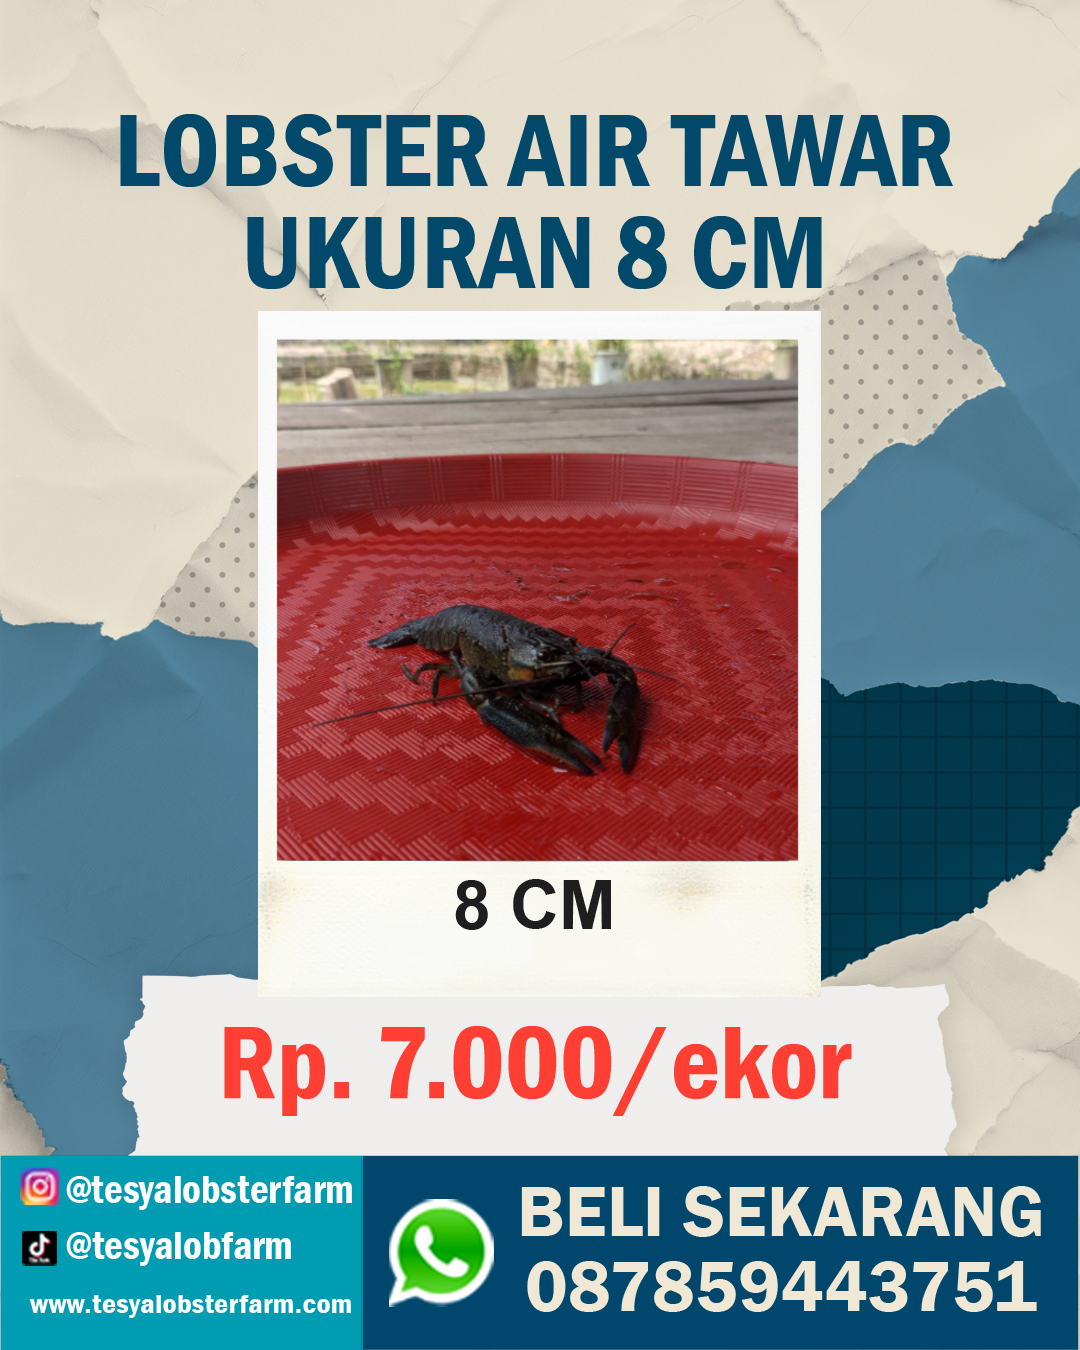 LOBSTER AIR TAWAR
UKURAN 8 CM
8 CM
Rp. 7.000/ekor
@tesyalobsterfarm
@tesyalobfarm
www.tesyalobsterfarm.com
BELI SEKARANG
087859443751